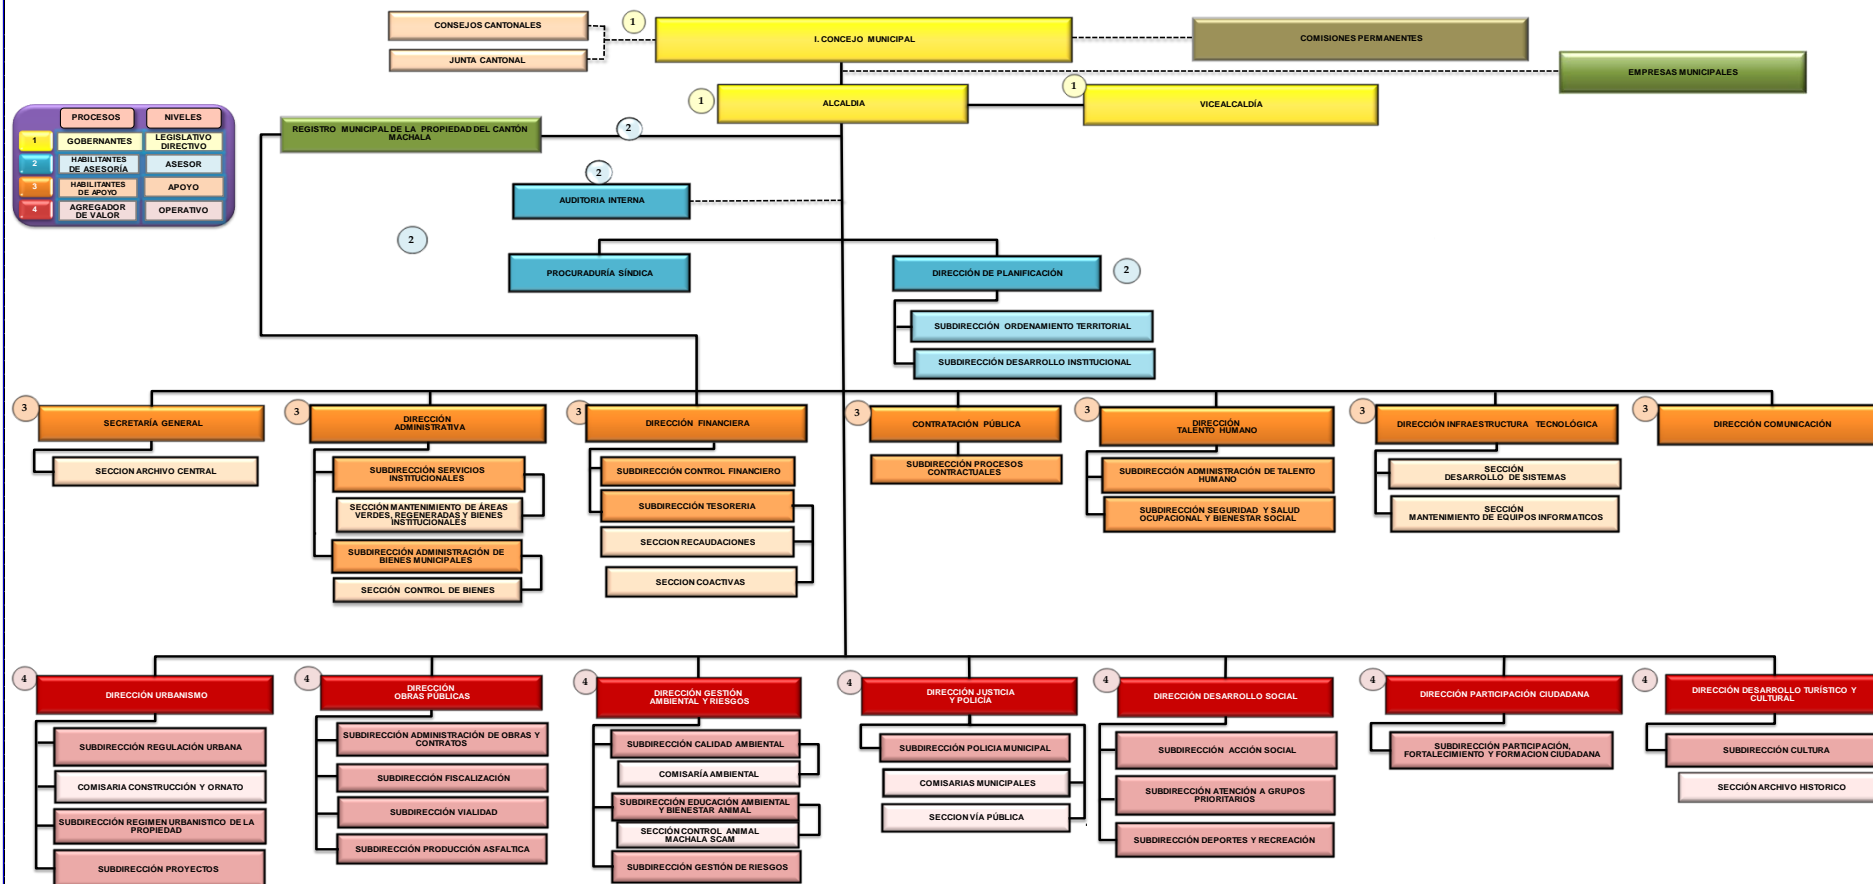 CONSEJOS CANTONALES
1
I. CONCEJO MUNICIPAL
COMISIONES PERMANENTES
JUNTA CANTONAL
EMPRESAS MUNICIPALES
1
ALCALDIA
1
VICEALCALDÍA
PROCESOS
NIVELES
1
GOBERNANTES
LEGISLATIVO
DIRECTIVO
2
HABILITANTES
DE ASESORÍA
ASESOR
3
HABILITANTES
DE APOYO
APOYO
4
AGREGADOR
DE VALOR
OPERATIVO
REGISTRO MUNICIPAL DE LA PROPIEDAD DEL CANTÓN
MACHALA
2
2
AUDITORIA INTERNA
2
PROCURADURÍA SÍNDICA
DIRECCIÓN DE PLANIFICACIÓN
2
SUBDIRECCIÓN ORDENAMIENTO TERRITORIAL
SUBDIRECCIÓN DESARROLLO INSTITUCIONAL
3
SECRETARÍA GENERAL
SECCION ARCHIVO CENTRAL
3
DIRECCIÓN
ADMINISTRATIVA
SUBDIRECCIÓN SERVICIOS
INSTITUCIONALES
SECCIÓN MANTENIMIENTO DE ÁREAS
VERDES, REGENERADAS Y BIENES
INSTITUCIONALES
SUBDIRECCIÓN ADMINISTRACIÓN DE
BIENES MUNICIPALES
SECCIÓN CONTROL DE BIENES
3
DIRECCIÓN FINANCIERA
SUBDIRECCIÓN CONTROL FINANCIERO
SUBDIRECCIÓN TESORERIA
SECCION RECAUDACIONES
SECCION COACTIVAS
3
CONTRATACIÓN PÚBLICA
SUBDIRECCIÓN PROCESOS
CONTRACTUALES
3
DIRECCIÓN
TALENTO HUMANO
SUBDIRECCIÓN ADMINISTRACIÓN DE TALENTO
HUMANO
SUBDIRECCIÓN SEGURIDAD Y SALUD
OCUPACIONAL Y BIENESTAR SOCIAL
3
DIRECCIÓN INFRAESTRUCTURA TECNOLÓGICA
SECCIÓN
DESARROLLO DE SISTEMAS
SECCIÓN
MANTENIMIENTO DE EQUIPOS INFORMATICOS
3
DIRECCIÓN COMUNICACIÓN
4
DIRECCIÓN URBANISMO
SUBDIRECCIÓN REGULACIÓN URBANA
COMISARIA CONSTRUCCIÓN Y ORNATO
SUBDIRECCIÓN REGIMEN URBANISTICO DE LA
PROPIEDAD
SUBDIRECCIÓN PROYECTOS
4
DIRECCIÓN
OBRAS PÚBLICAS
SUBDIRECCIÓN ADMINISTRACIÓN DE OBRAS Y
CONTRATOS
SUBDIRECCIÓN FISCALIZACIÓN
SUBDIRECCIÓN VIALIDAD
SUBDIRECCIÓN PRODUCCIÓN ASFALTICA
4
DIRECCIÓN GESTIÓN
AMBIENTAL Y RIESGOS
SUBDIRECCIÓN CALIDAD AMBIENTAL
COMISARÍA AMBIENTAL
SUBDIRECCIÓN EDUCACIÓN AMBIENTAL
Y BIENESTAR ANIMAL
SECCIÓN CONTROL ANIMAL
MACHALA SCAM
SUBDIRECCIÓN GESTIÓN DE RIESGOS
4
DIRECCIÓN JUSTICIA
Y POLICÍA
SUBDIRECCIÓN POLICIA MUNICIPAL
COMISARIAS MUNICIPALES
SECCION VÍA PÚBLICA
4
DIRECCIÓN DESARROLLO SOCIAL
SUBDIRECCIÓN ACCIÓN SOCIAL
SUBDIRECCIÓN ATENCIÓN A GRUPOS
PRIORITARIOS
SUBDIRECCIÓN DEPORTES Y RECREACIÓN
4
DIRECCIÓN PARTICIPACIÓN CIUDADANA
SUBDIRECCIÓN PARTICIPACIÓN,
FORTALECIMIENTO Y FORMACION CIUDADANA
4
DIRECCIÓN DESARROLLO TURÍSTICO Y
CULTURAL
SUBDIRECCIÓN CULTURA
SECCIÓN ARCHIVO HISTORICO